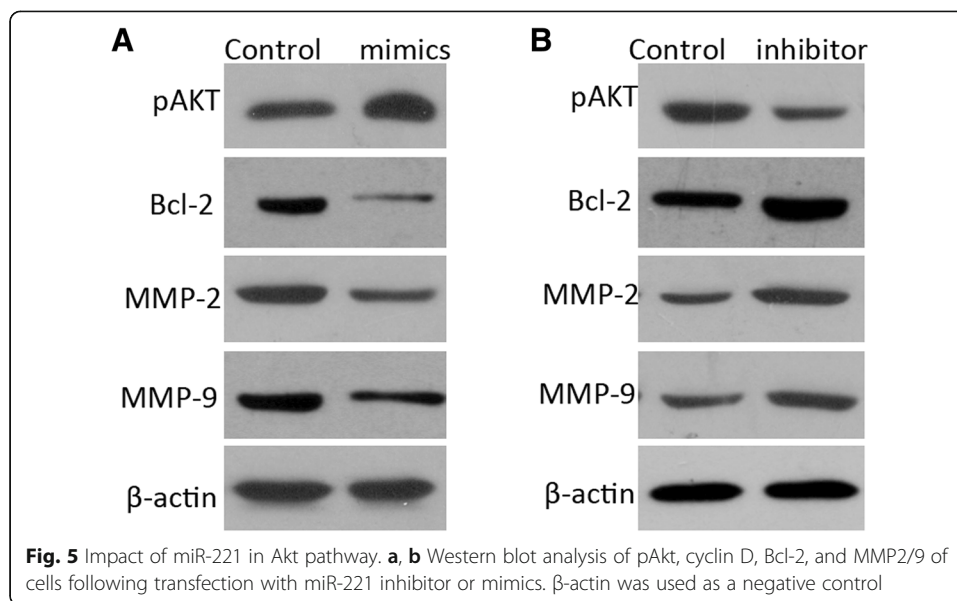 A
Control mimics
pAKT
Bcl-2
MMP-2
MMP-9
β-actin
B
Control inhibitor
pAKT
Bcl-2
MMP-2
MMP-9
β-actin
Fig. 5 Impact of miR-221 in Akt pathway. a, b Western blot analysis of pAkt, cyclin D, Bcl-2, and MMP2/9 of
cells following transfection with miR-221 inhibitor or mimics. β-actin was used as a negative control